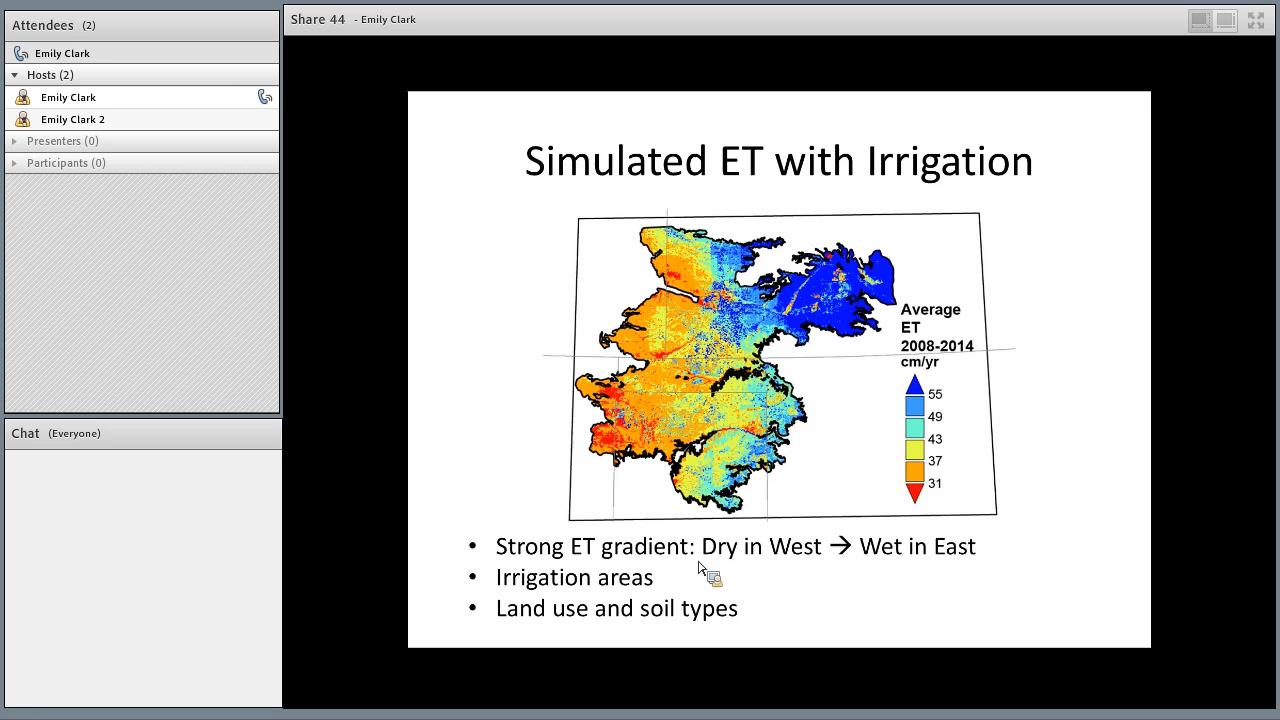 Attendees (2)
Emily Clark
Hosts (2)
Emily Clark
Emily Clark 2
Presenters (0)
Participants (0)
Chat (Everyone)
Share 44 - Emily Clark
Simulated ET with Irrigation
Average
ET
2008-2014
cm/yr
55
49
43
37
31
• Strong ET gradient: Dry in West → Wet in East
• Irrigation areas
• Land use and soil types